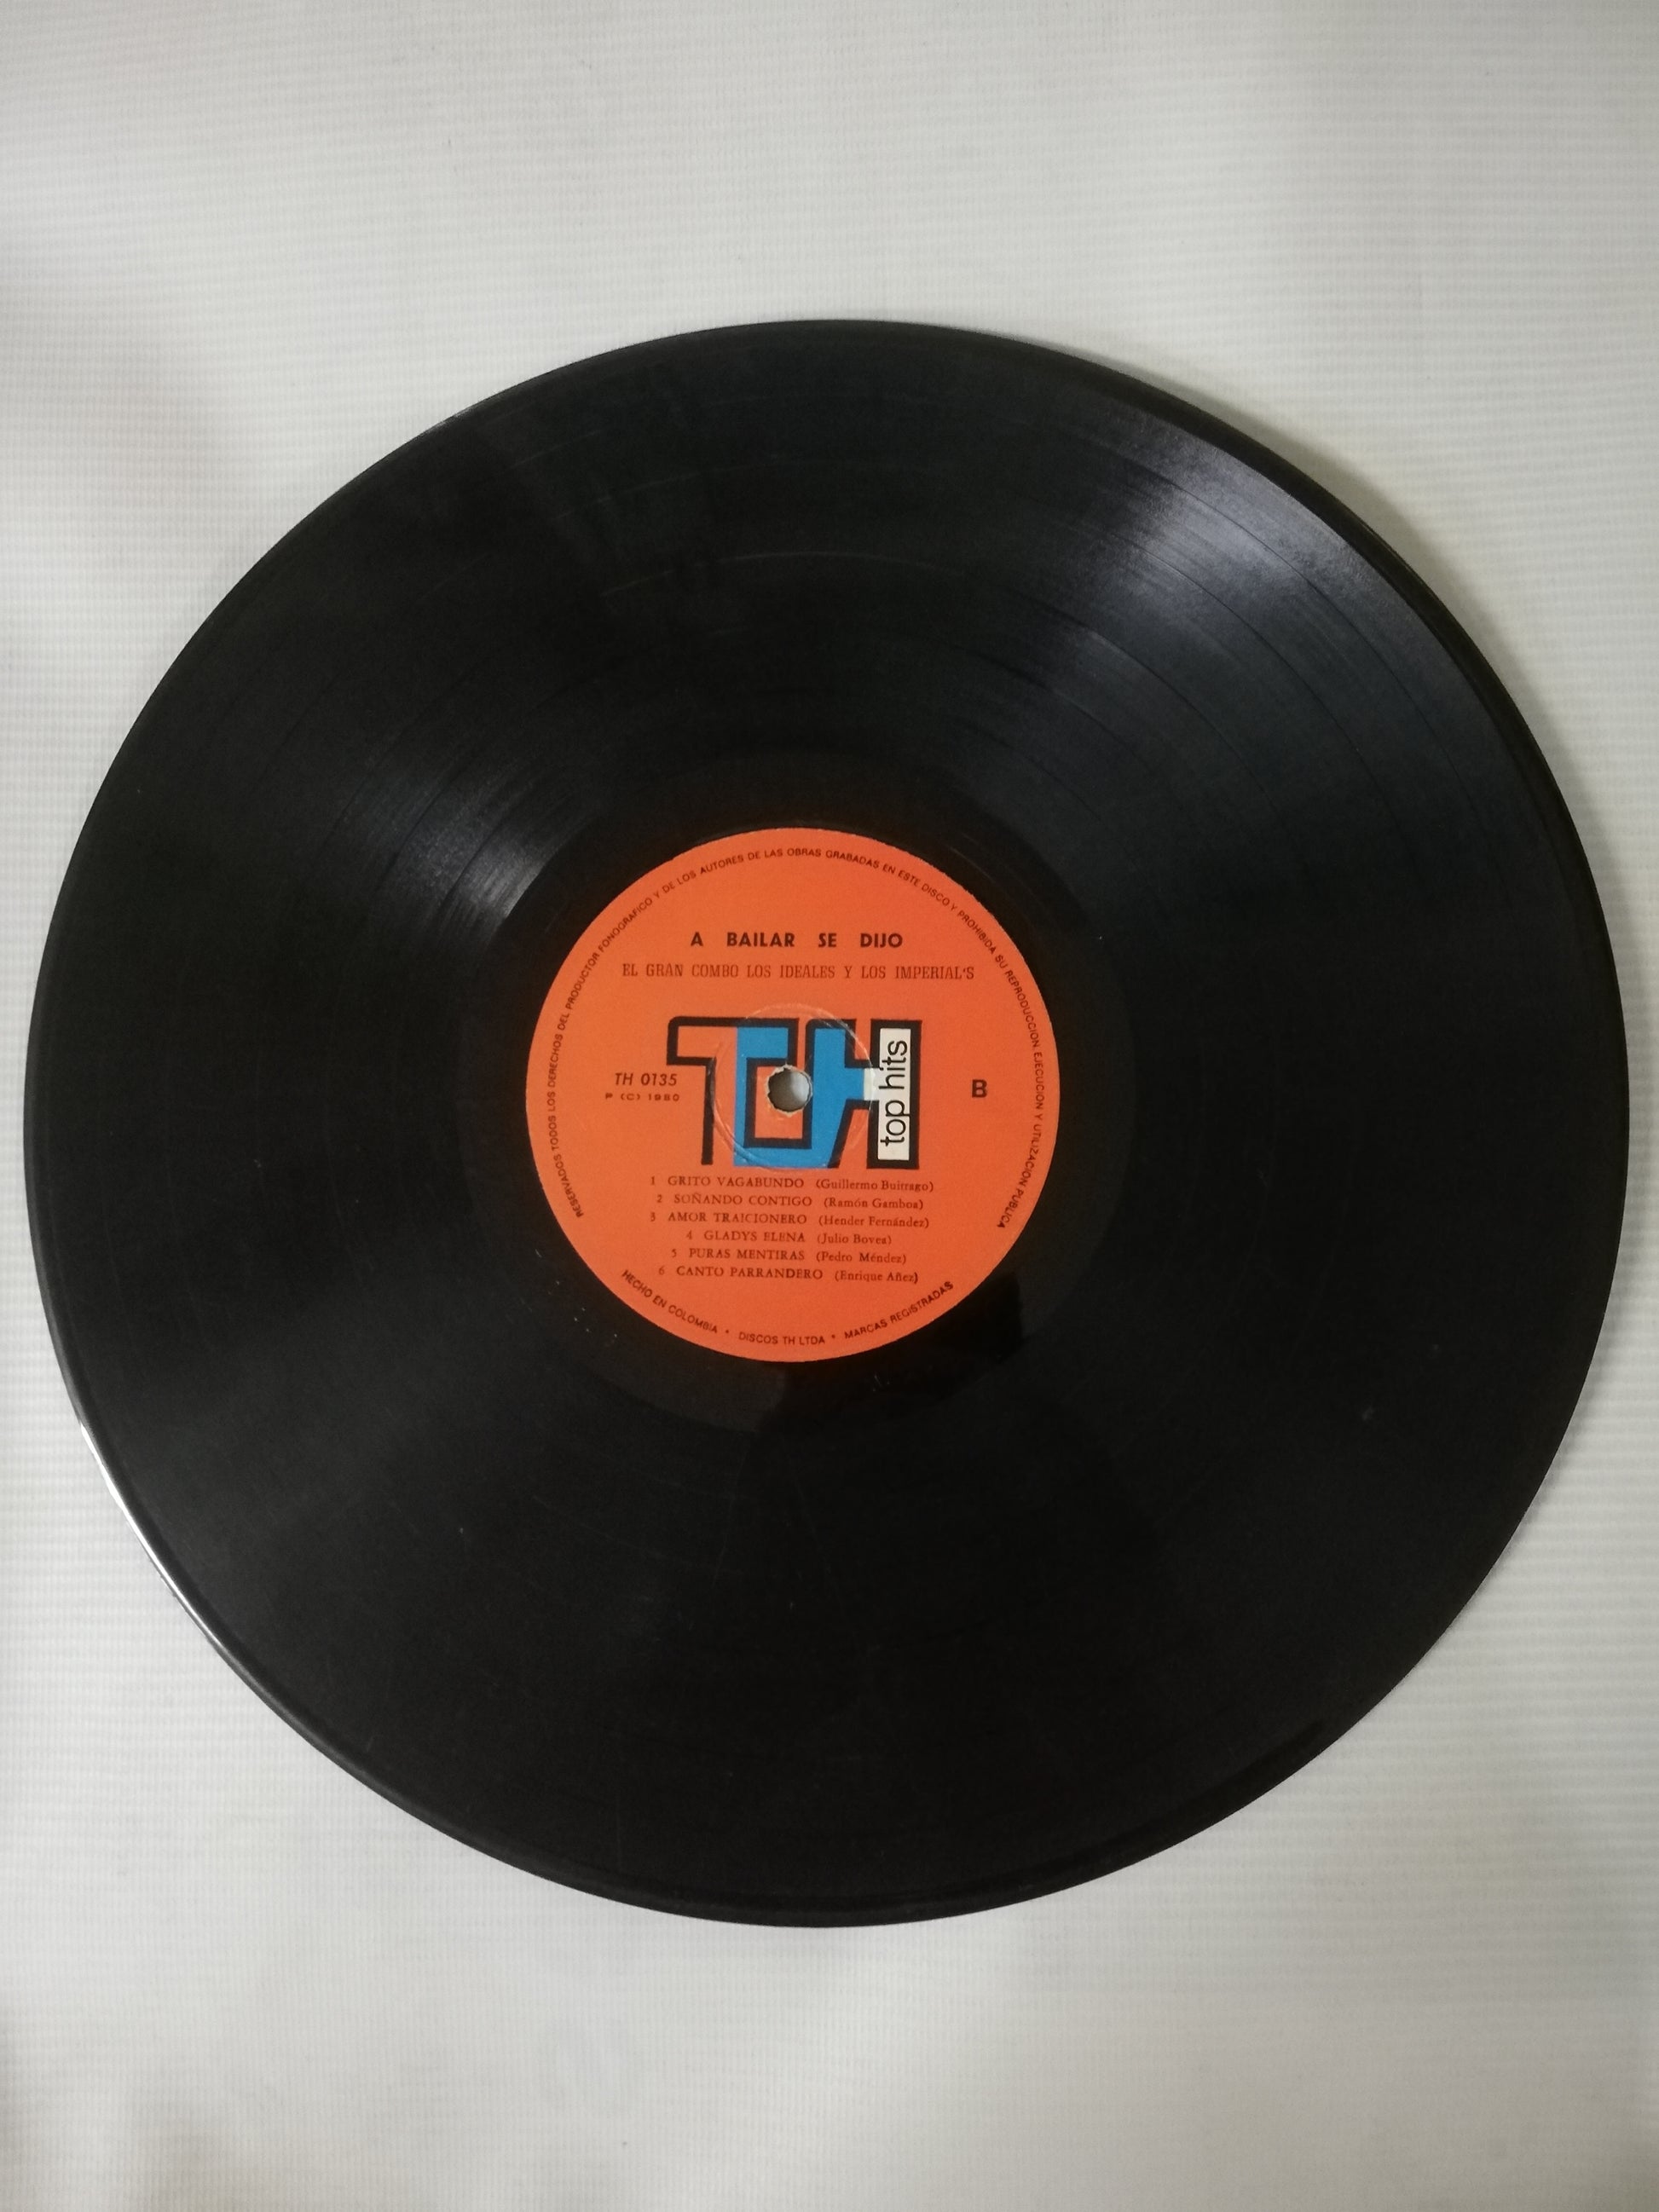 RESERVADOS TODOS LOS DERECHOS DEL PRODUCTOR FONOGRAFICO Y DE LOS AUTORES DE LAS OBRAS GRABADAS EN ESTE DISCO Y PROHIBIDA SU REPRODUCCION, EJECUCION Y UTILIZACION PUBLICA
A BAILAR SE DIJO
EL GRAN COMBO LOS IDEALES Y LOS IMPERIAL'S
TH
top hits
TH 0135
P (C) 1980
B
1 GRITO VAGABUNDO (Guillermo Buitrago)
2 SOÑANDO CONTIGO (Ramón Gamboa)
3 AMOR TRAICIONERO (Hender Fernández)
4 GLADYS ELENA (Julio Bovea)
5 PURAS MENTIRAS (Pedro Méndez)
6 CANTO PARRANDERO (Enrique Añez)
HECHO EN COLOMBIA • DISCOS TH LTDA • MARCAS REGISTRADAS